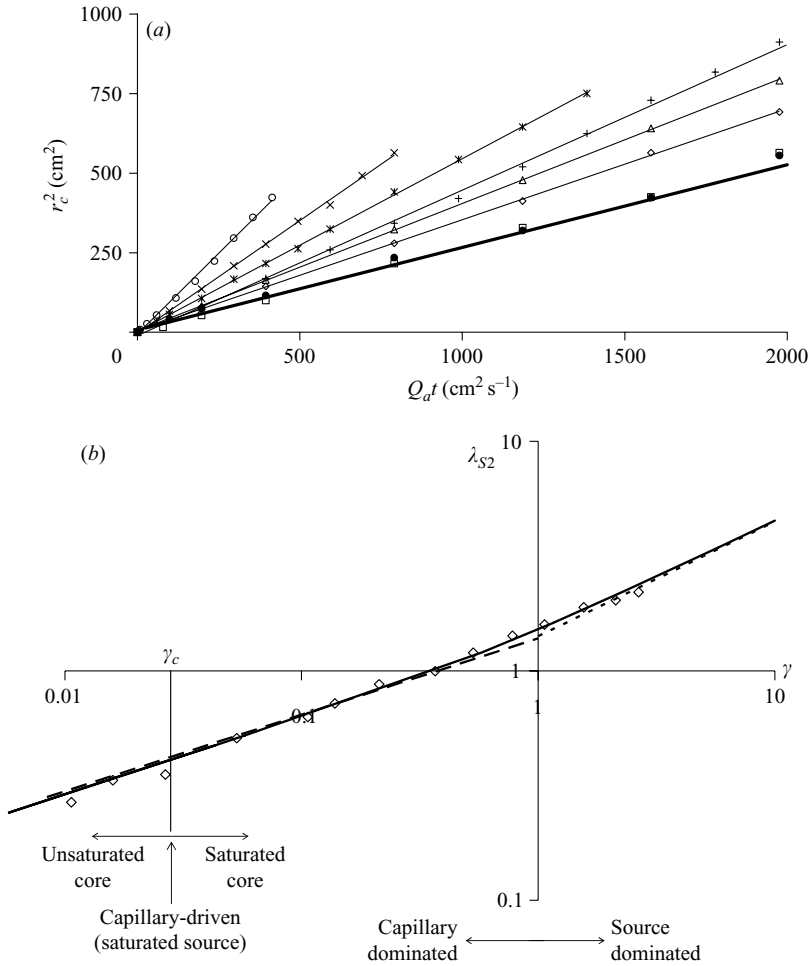 (a)
1000
750
500
250
0
r_c^2 (cm^2)
500
1000
1500
2000
Q_a t (cm^2 s^–1)
(b)
10
λ_S2
γ_c
1
γ
0.01
0.1
1
10
0.1
Unsaturated core
Saturated core
Capillary-driven
(saturated source)
Capillary dominated
Source dominated